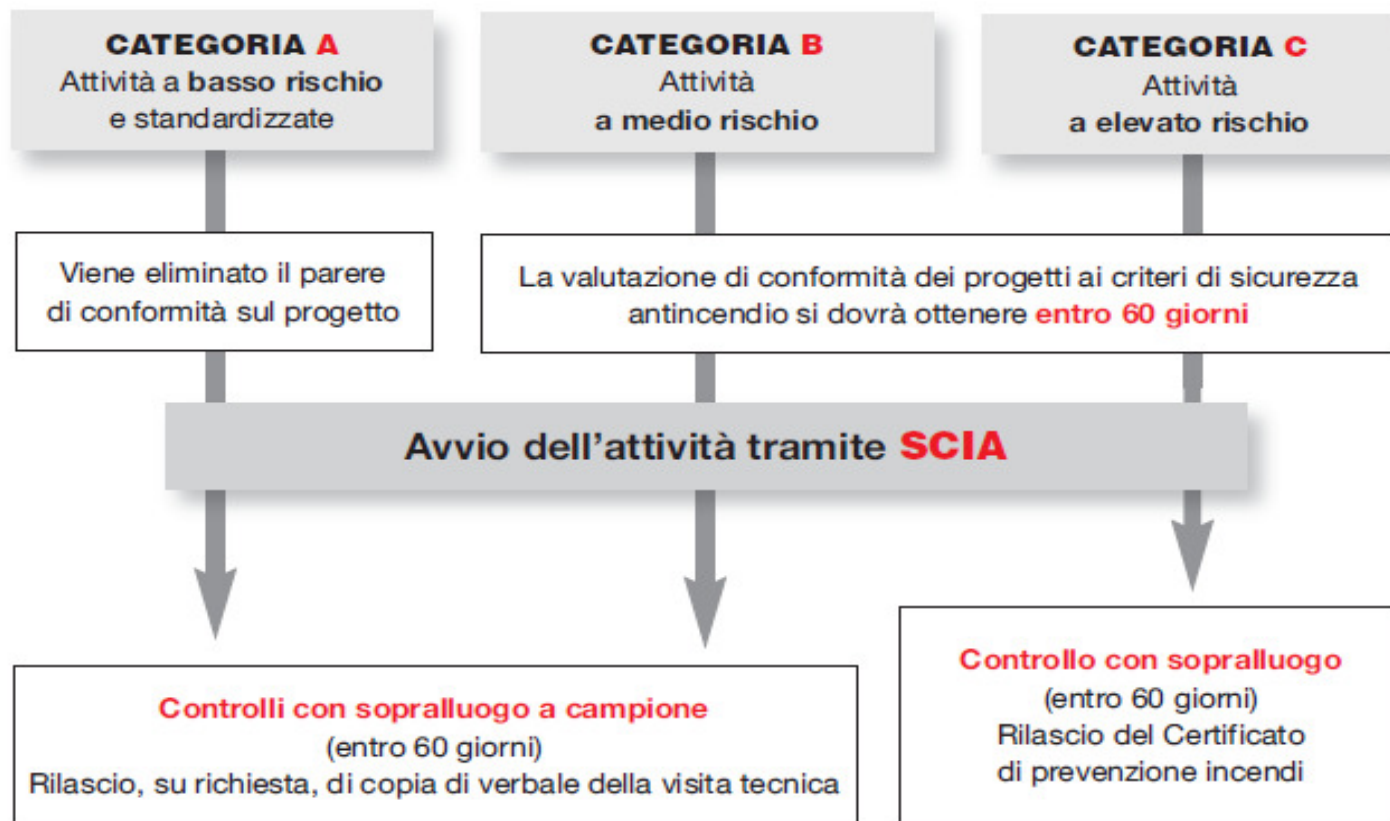 CATEGORIA A
Attività a basso rischio
e standardizzate
CATEGORIA B
Attività
a medio rischio
CATEGORIA C
Attività
a elevato rischio
Viene eliminato il parere
di conformità sul progetto
La valutazione di conformità dei progetti ai criteri di sicurezza
antincendio si dovrà ottenere entro 60 giorni
Avvio dell'attività tramite SCIA
Controlli con sopralluogo a campione
(entro 60 giorni)
Rilascio, su richiesta, di copia di verbale della visita tecnica
Controllo con sopralluogo
(entro 60 giorni)
Rilascio del Certificato
di prevenzione incendi